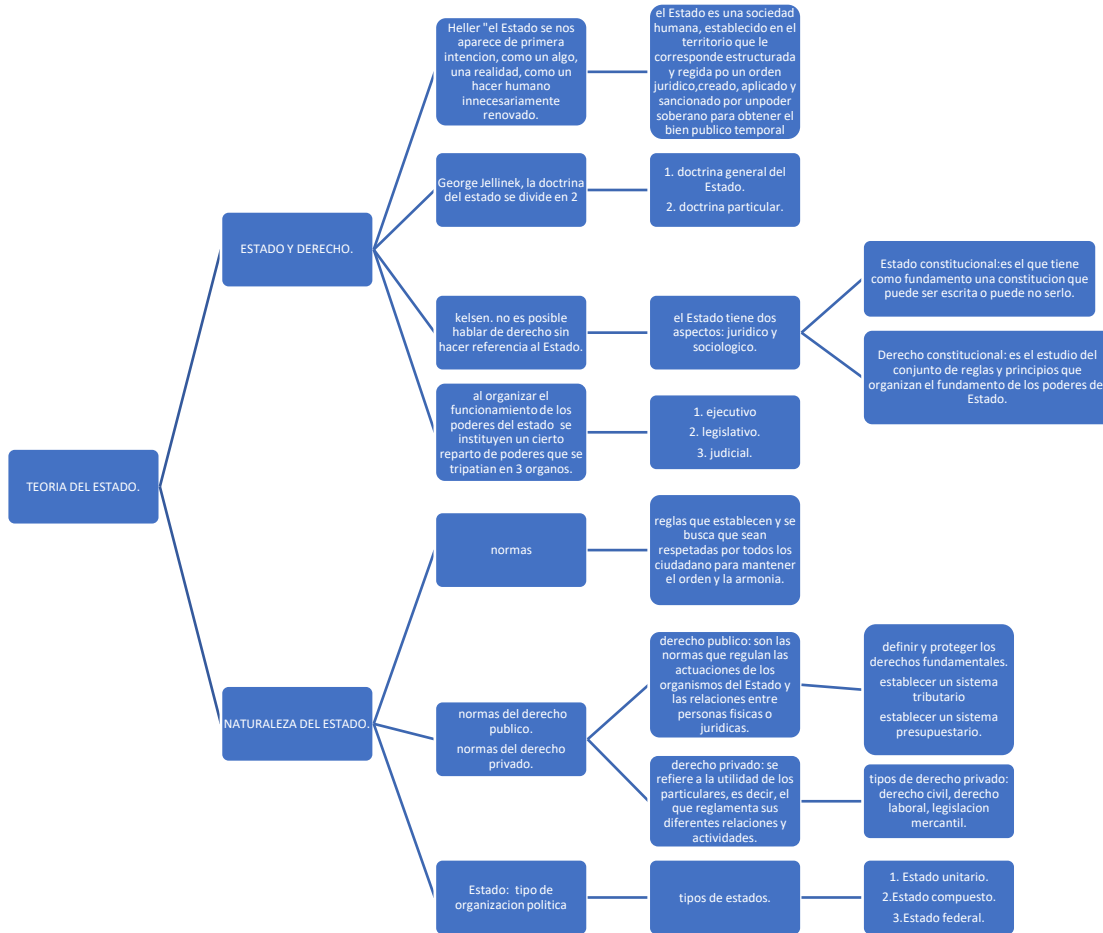 TEORIA DEL ESTADO.
ESTADO Y DERECHO.
Heller "el Estado se nos
aparece de primera
intencion, como un algo,
una realidad, como un
hacer humano
innecesariamente
renovado.
el Estado es una sociedad
humana, establecido en el
territorio que le
corresponde estructurada
y regida po un orden
juridico,creado, aplicado y
sancionado por unpoder
soberano para obtener el
bien publico temporal
George Jellinek, la doctrina
del estado se divide en 2
1. doctrina general del
Estado.
2. doctrina particular.
kelsen. no es posible
hablar de derecho sin
hacer referencia al Estado.
el Estado tiene dos
aspectos: juridico y
sociologico.
Estado constitucional:es el que tiene
como fundamento una constitucion que
puede ser escrita o puede no serlo.
Derecho constitucional: es el estudio del
conjunto de reglas y principios que
organizan el fundamento de los poderes de
Estado.
al organizar el
funcionamiento de los
poderes del estado se
instituyen un cierto
reparto de poderes que se
tripatian en 3 organos.
1. ejecutivo
2. legislativo.
3. judicial.
NATURALEZA DEL ESTADO.
normas
reglas que establecen y se
busca que sean
respetadas por todos los
ciudadano para mantener
el orden y la armonia.
normas del derecho
publico.
normas del derecho
privado.
derecho publico: son las
normas que regulan las
actuaciones de los
organismos del Estado y
las relaciones entre
personas fisicas o
juridicas.
definir y proteger los
derechos fundamentales.
establecer un sistema
tributario
establecer un sistema
presupuestario.
derecho privado: se
refiere a la utilidad de los
particulares, es decir, el
que reglamenta sus
diferentes relaciones y
actividades.
tipos de derecho privado:
derecho civil, derecho
laboral, legislacion
mercantil.
Estado: tipo de
organizacion politica
tipos de estados.
1. Estado unitario.
2.Estado compuesto.
3.Estado federal.